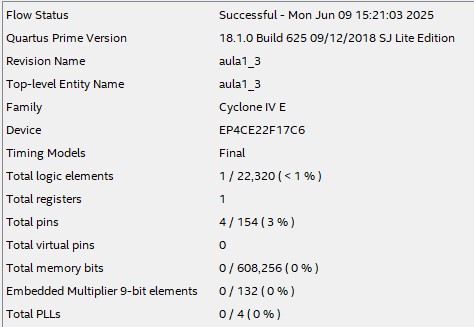 Flow Status Successful - Mon Jun 09 15:21:03 2025
Quartus Prime Version 18.1.0 Build 625 09/12/2018 SJ Lite Edition
Revision Name aula1_3
Top-level Entity Name aula1_3
Family Cyclone IV E
Device EP4CE22F17C6
Timing Models Final
Total logic elements 1 / 22,320 ( < 1 % )
Total registers 1
Total pins 4 / 154 ( 3 % )
Total virtual pins 0
Total memory bits 0 / 608,256 ( 0 % )
Embedded Multiplier 9-bit elements 0 / 132 ( 0 % )
Total PLLs 0 / 4 ( 0 % )